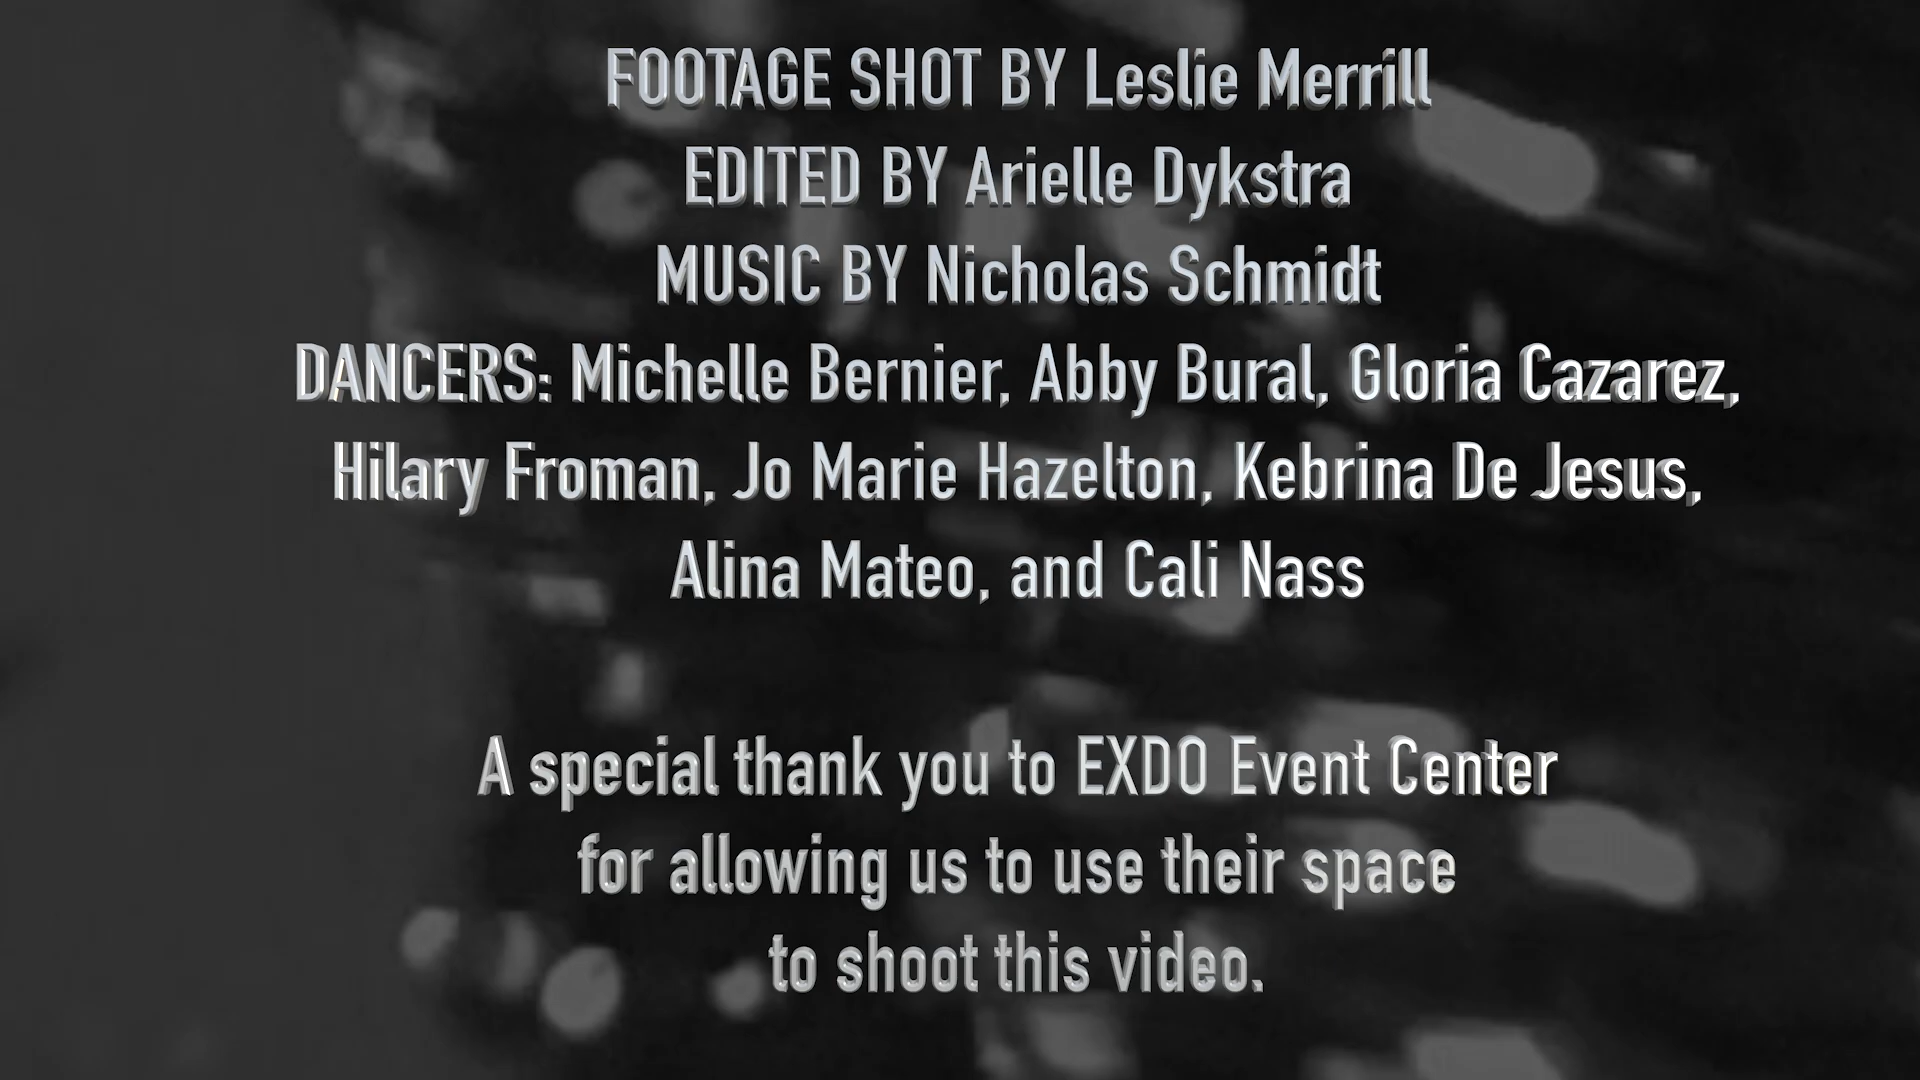 FOOTAGE SHOT BY Leslie Merrill
EDITED BY Arielle Dykstra
MUSIC BY Nicholas Schmidt
DANCERS: Michelle Bernier, Abby Bural, Gloria Cazarez,
Hilary Froman, Jo Marie Hazelton, Kebrina De Jesus,
Alina Mateo, and Cali Nass
A special thank you to EXDO Event Center
for allowing us to use their space
to shoot this video.